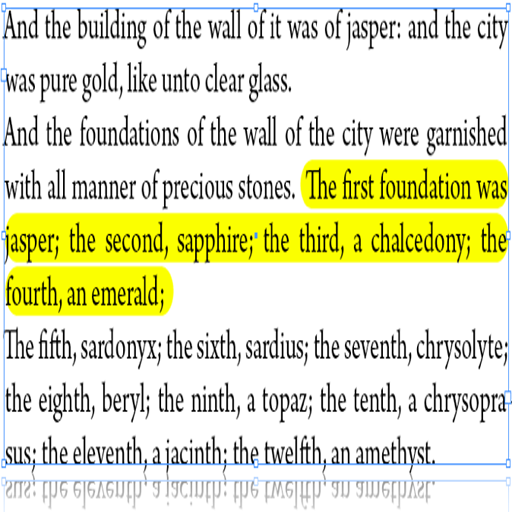 And the building of the wall of it was of jasper: and the city
was pure gold, like unto clear glass.
And the foundations of the wall of the city were garnished
with all manner of precious stones. The first foundation was
jasper; the second, sapphire; the third, a chalcedony; the
fourth, an emerald;
The fifth, sardonyx; the sixth, sardius; the seventh, chrysolyte;
the eighth, beryl; the ninth, a topaz; the tenth, a chrysopra
sus; the eleventh, a jacinth; the twelfth, an amethyst.